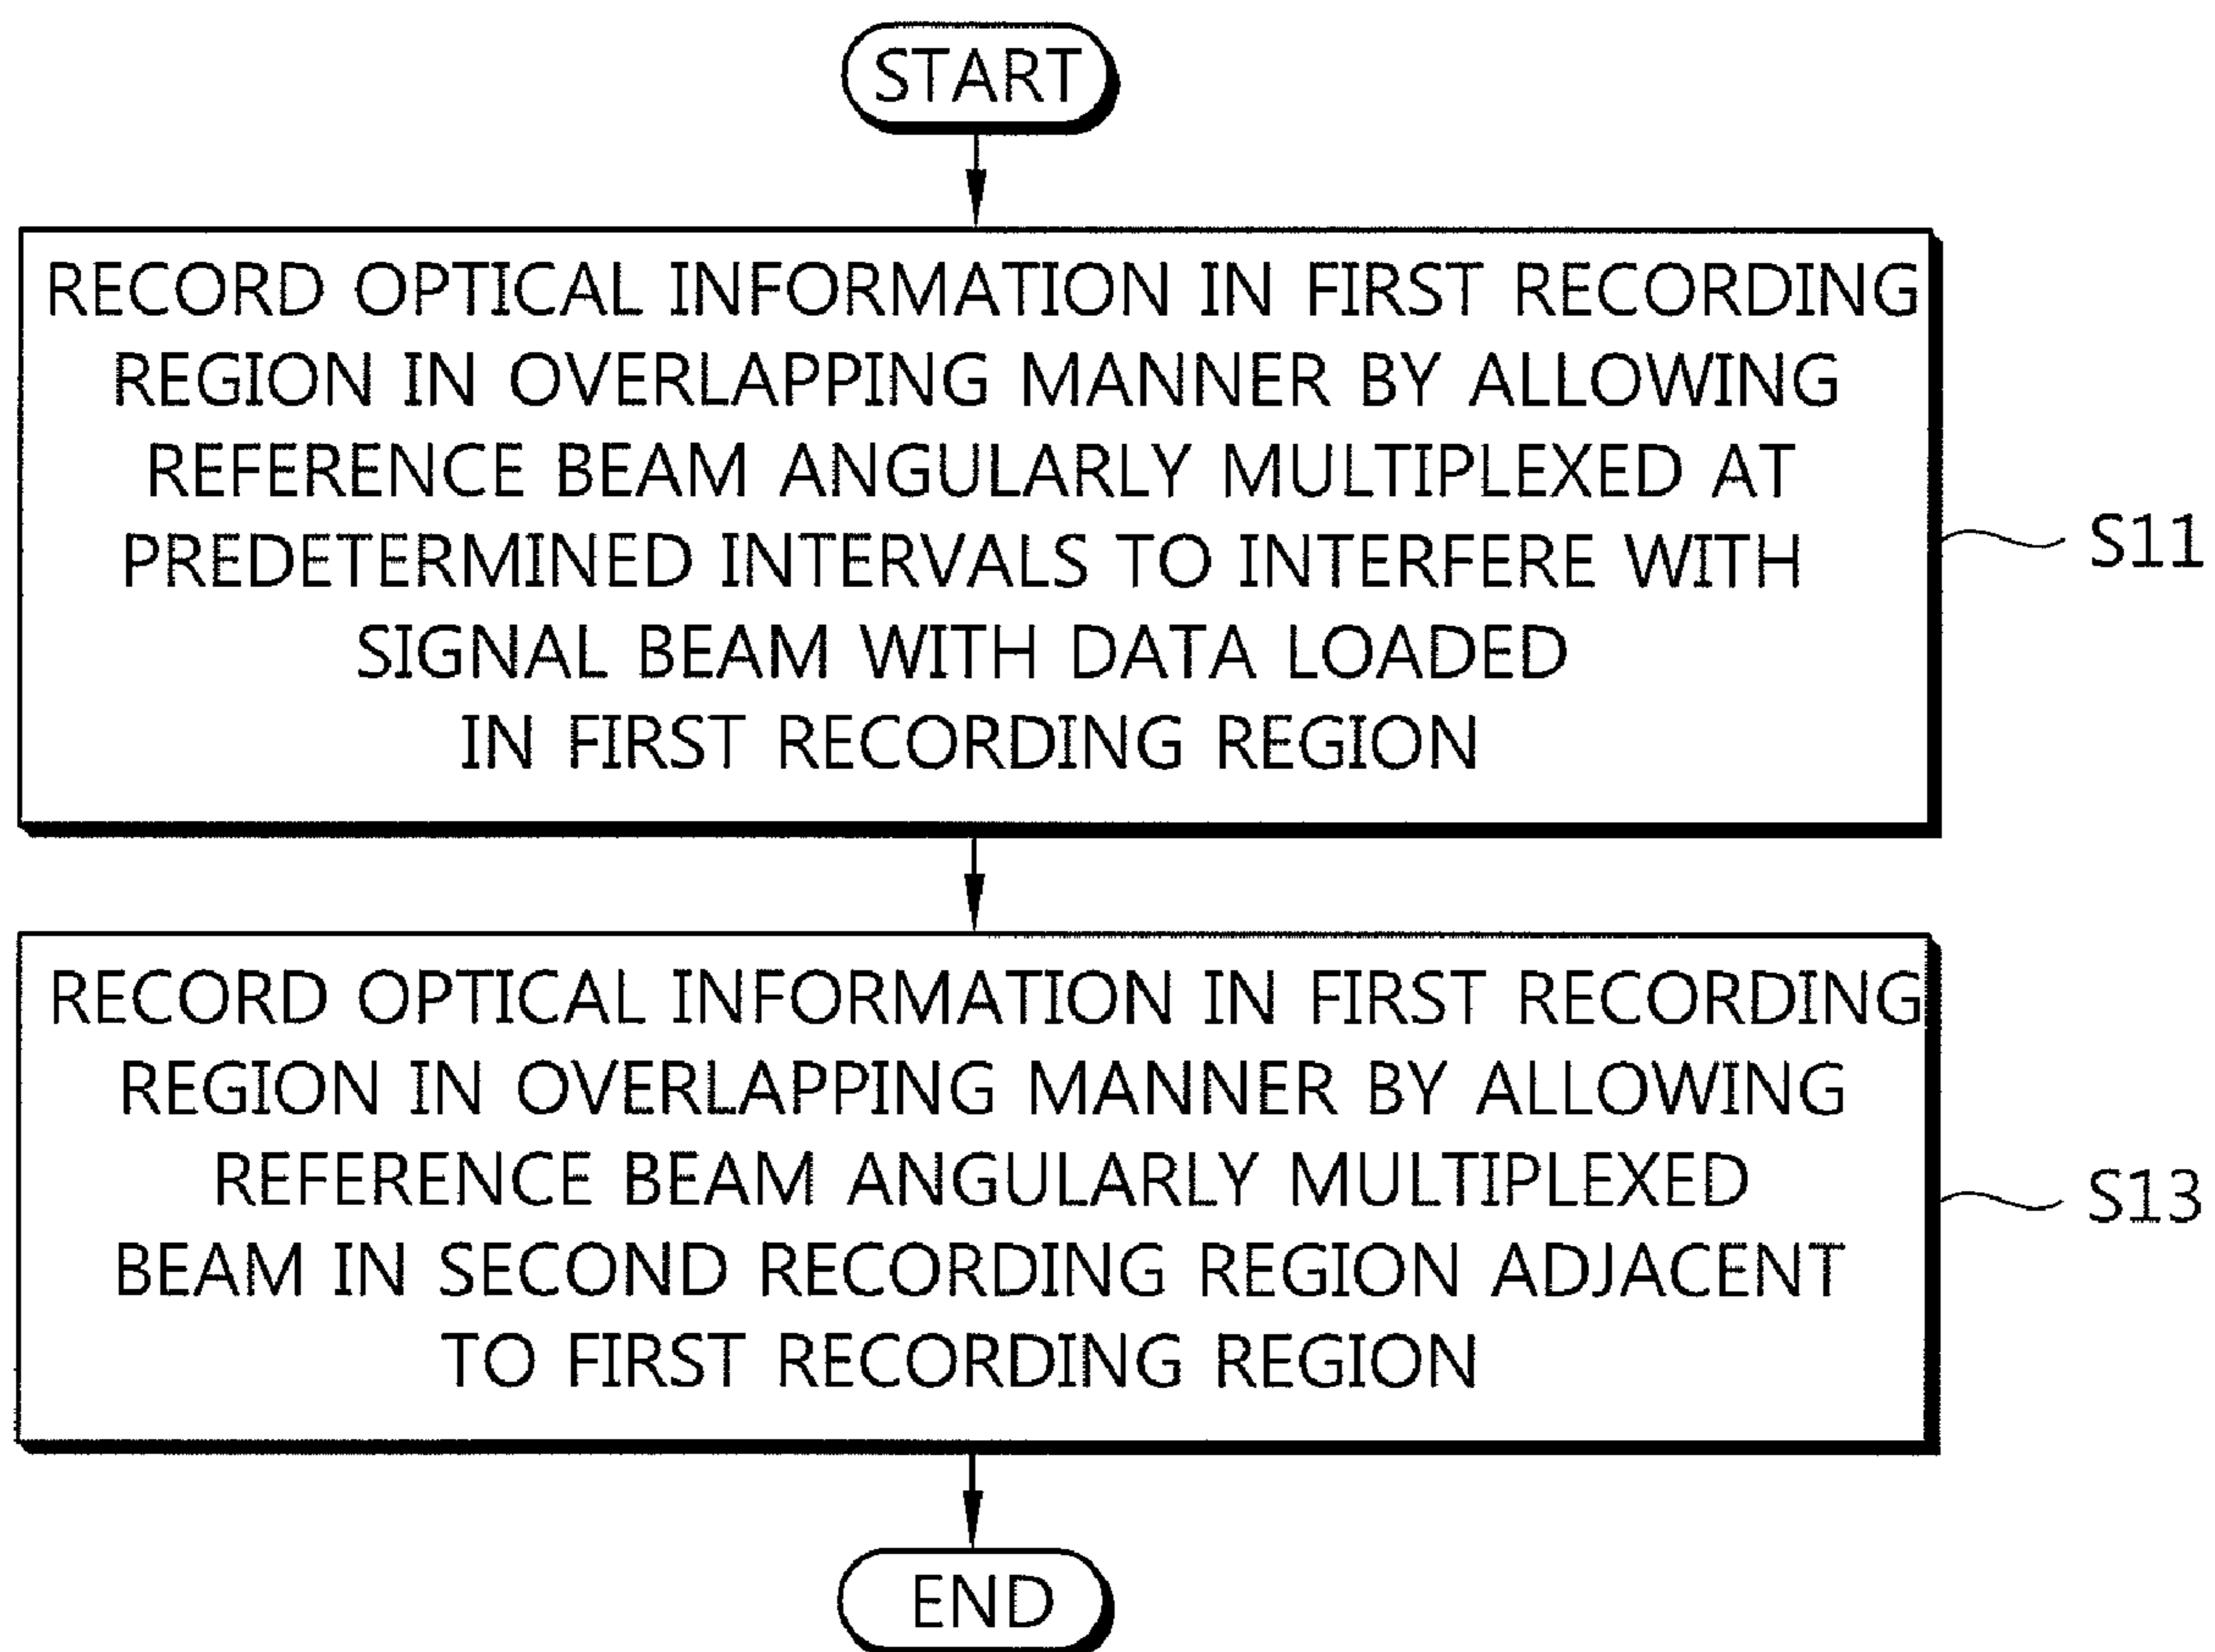 START
RECORD OPTICAL INFORMATION IN FIRST RECORDING
REGION IN OVERLAPPING MANNER BY ALLOWING
REFERENCE BEAM ANGULARLY MULTIPLEXED AT
PREDETERMINED INTERVALS TO INTERFERE WITH
SIGNAL BEAM WITH DATA LOADED
IN FIRST RECORDING REGION
S11
RECORD OPTICAL INFORMATION IN FIRST RECORDING
REGION IN OVERLAPPING MANNER BY ALLOWING
REFERENCE BEAM ANGULARLY MULTIPLEXED
BEAM IN SECOND RECORDING REGION ADJACENT
TO FIRST RECORDING REGION
S13
END